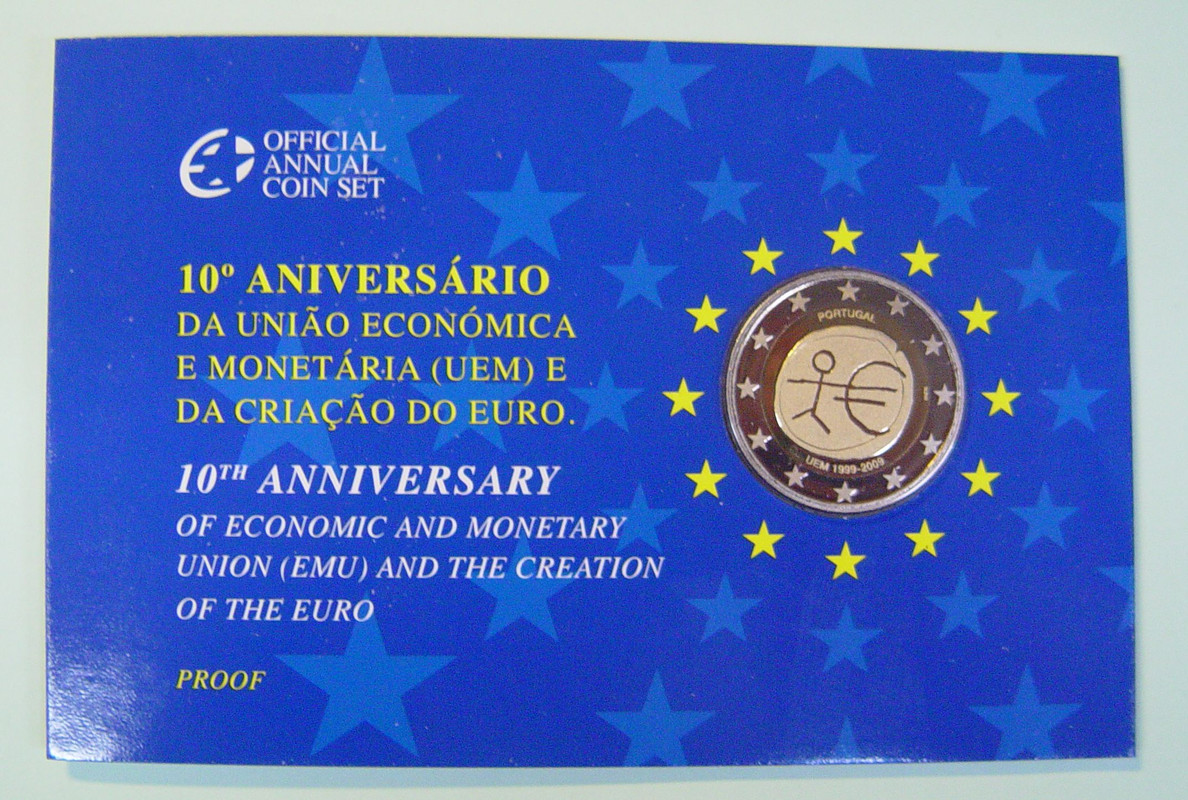 OFFICIAL
ANNUAL
COIN SET
10º ANIVERSÁRIO
DA UNIÃO ECONÓMICA
E MONETÁRIA (UEM) E
DA CRIAÇÃO DO EURO.
10TH ANNIVERSARY
OF ECONOMIC AND MONETARY
UNION (EMU) AND THE CREATION
OF THE EURO
PROOF
PORTUGAL
€
UEM 1999-2009